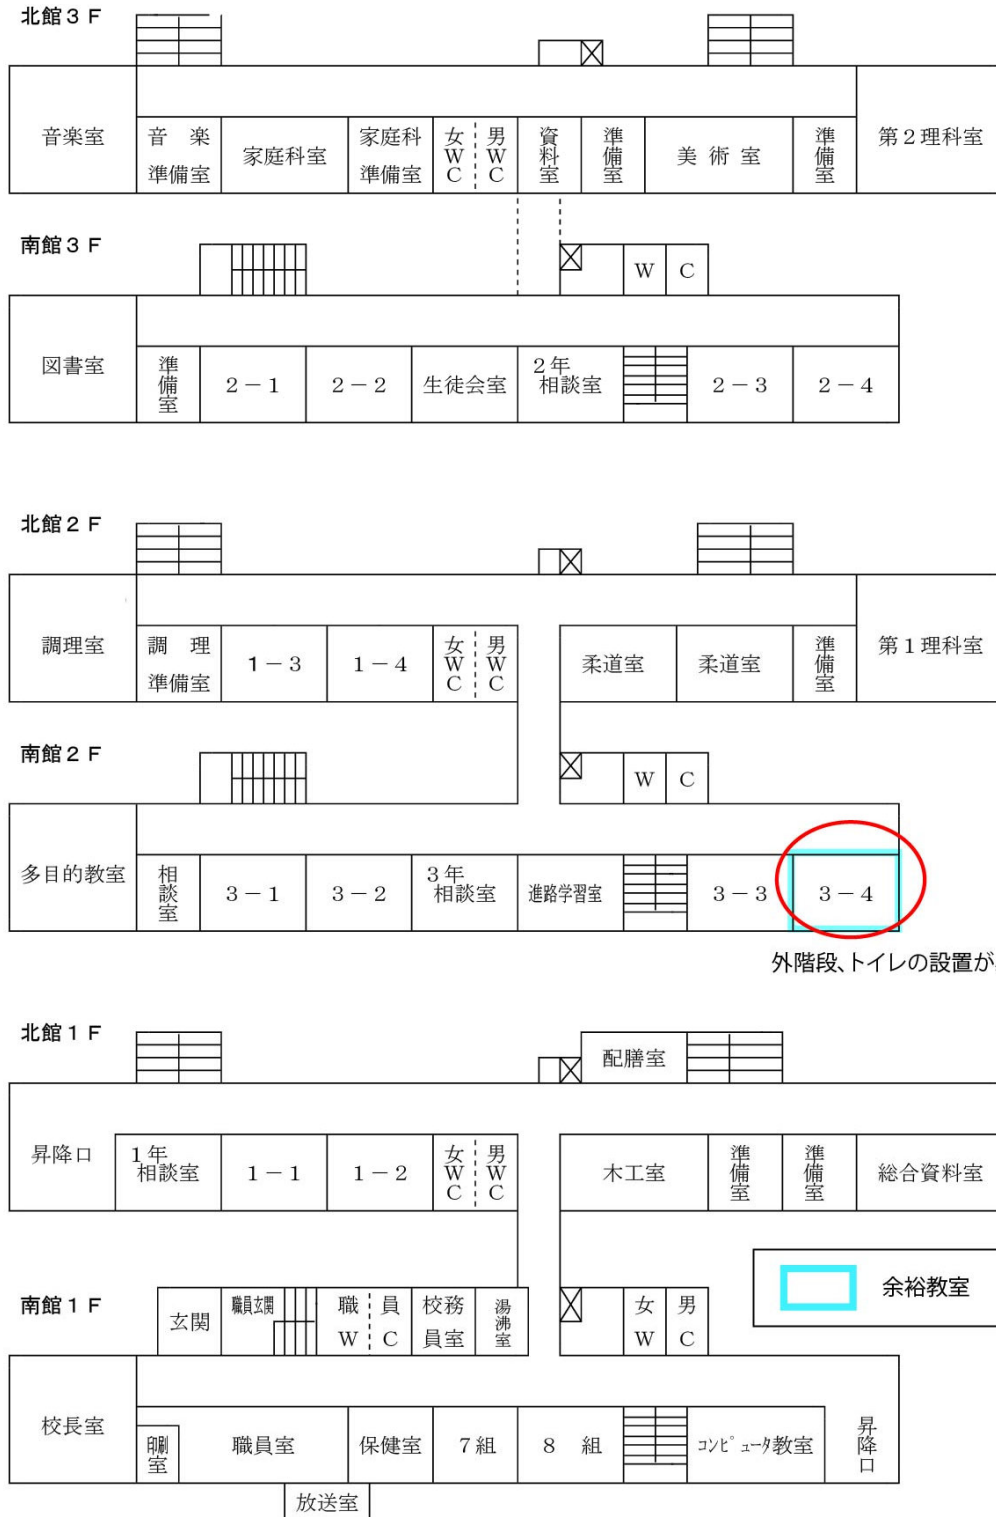 北館３Ｆ
音楽室
音　楽
準備室
家庭科室
家庭科
準備室
女WC
男WC
資料室
準備室
美術室
準備室
第２理科室
南館３Ｆ
W C
図書室
準備室
２－１
２－２
生徒会室
２年
相談室
２－３
２－４
北館２Ｆ
調理室
調　理
準備室
１－３
１－４
女WC
男WC
柔道室
柔道室
準備室
第１理科室
南館２Ｆ
W C
多目的教室
相談室
３－１
３－２
３年
相談室
進路学習室
３－３
３－４
外階段、トイレの設置が
北館１Ｆ
配膳室
昇降口
１年
相談室
１－１
１－２
女WC
男WC
木工室
準備室
準備室
総合資料室
余裕教室
南館１Ｆ
玄関
職員玄関
職　員
W C
校務
員室
湯沸室
女　男
W C
校長室
印刷室
職員室
保健室
７組
８　組
コンピュータ教室
昇降口
放送室